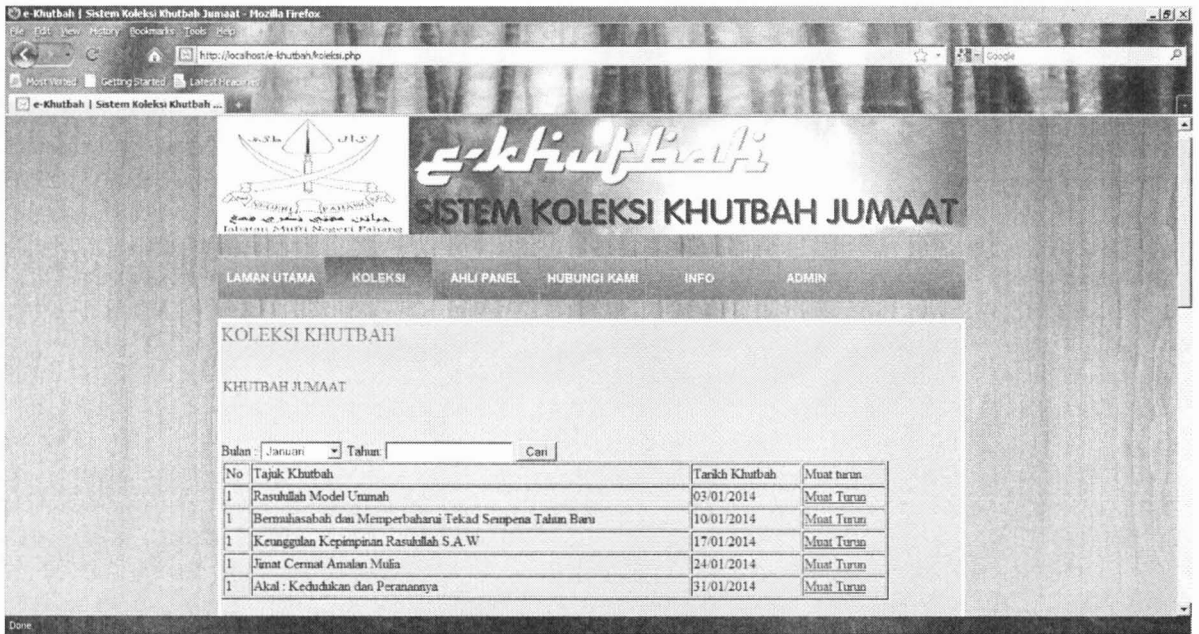 e-Khutbah | Sistem Koleksi Khutbah Jumaat - Mozilla Firefox
File Edit View History Bookmarks Tools Help
http://localhost/e-khutbah/koleksi.php
Google
Most Visited Getting Started Latest Headlines
e-Khutbah | Sistem Koleksi Khutbah ...
e-khutbah
SISTEM KOLEKSI KHUTBAH JUMAAT
Jabatan Mufti Negeri Pahang
LAMAN UTAMA KOLEKSI AHLI PANEL HUBUNGI KAMI INFO ADMIN
KOLEKSI KHUTBAH
KHUTBAH JUMAAT
Bulan : Januari Tahun: Cari
No Tajuk Khutbah Tarikh Khutbah Muat turun
1 Rasulullah Model Ummah 03/01/2014 Muat Turun
1 Bermuhasabah dan Memperbaharui Tekad Sempena Tahun Baru 10/01/2014 Muat Turun
1 Keunggulan Kepimpinan Rasulullah S.A.W 17/01/2014 Muat Turun
1 Jimat Cermat Amalan Mulia 24/01/2014 Muat Turun
1 Akal : Kedudukan dan Peranannya 31/01/2014 Muat Turun
Done